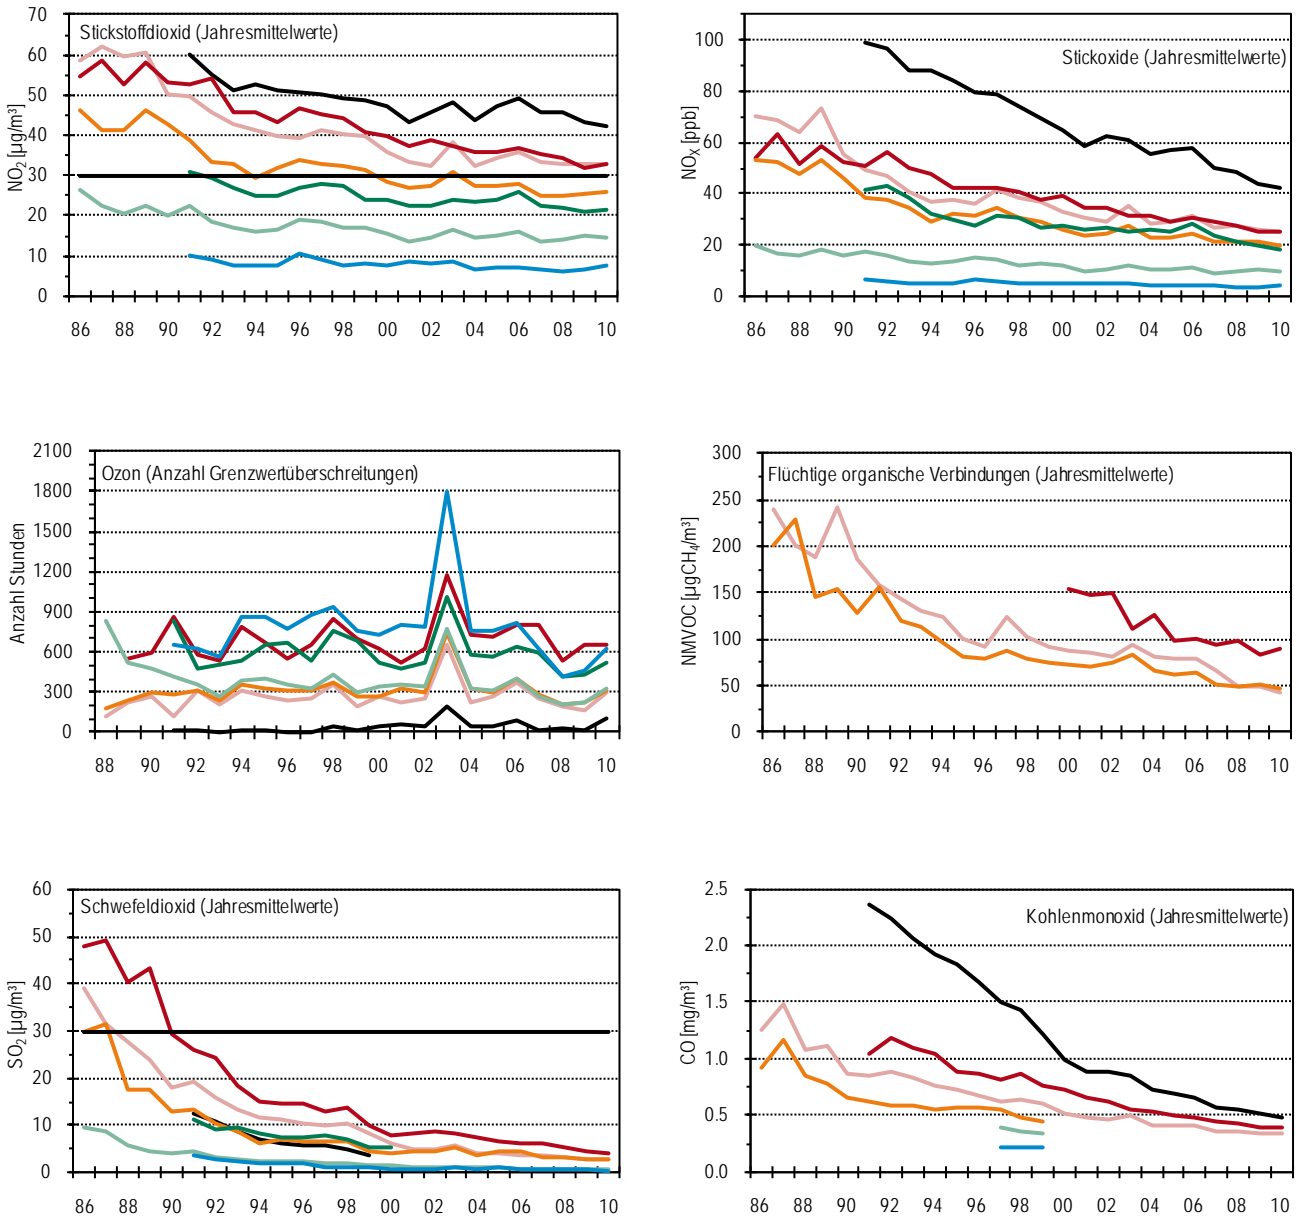 Stickstoffdioxid (Jahresmittelwerte)
NO2 [µg/m³]
70
60
50
40
30
20
10
0
86 88 90 92 94 96 98 00 02 04 06 08 10
Stickoxide (Jahresmittelwerte)
NOX [ppb]
100
80
60
40
20
0
86 88 90 92 94 96 98 00 02 04 06 08 10
Ozon (Anzahl Grenzwertüberschreitungen)
Anzahl Stunden
2100
1800
1500
1200
900
600
300
0
88 90 92 94 96 98 00 02 04 06 08 10
Flüchtige organische Verbindungen (Jahresmittelwerte)
NMVOC [µgCH4/m³]
300
250
200
150
100
50
0
86 88 90 92 94 96 98 00 02 04 06 08 10
Schwefeldioxid (Jahresmittelwerte)
SO2 [µg/m³]
60
50
40
30
20
10
0
86 88 90 92 94 96 98 00 02 04 06 08 10
Kohlenmonoxid (Jahresmittelwerte)
CO [mg/m³]
2.5
2.0
1.5
1.0
0.5
0.0
86 88 90 92 94 96 98 00 02 04 06 08 10